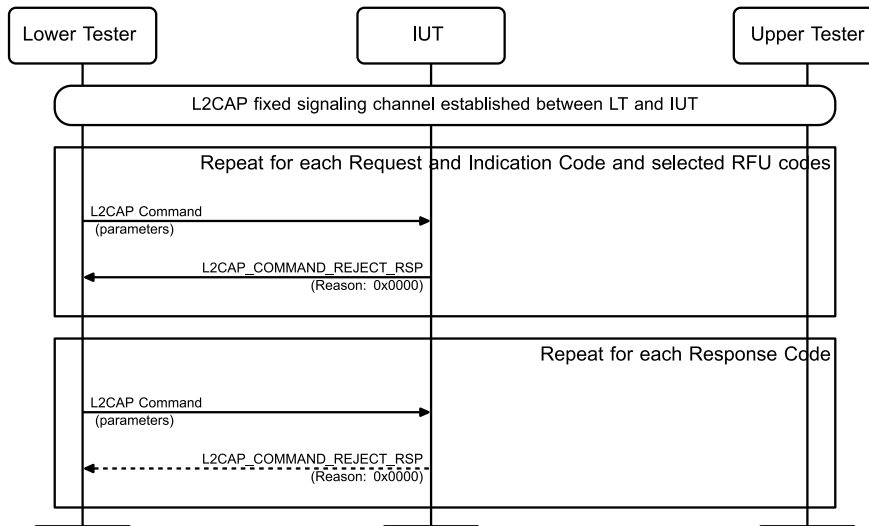 Lower Tester
IUT
Upper Tester
L2CAP fixed signaling channel established between LT and IUT
Repeat for each Request and Indication Code and selected RFU codes
L2CAP Command
(parameters)
L2CAP_COMMAND_REJECT_RSP
(Reason: 0x0000)
Repeat for each Response Code
L2CAP Command
(parameters)
L2CAP_COMMAND_REJECT_RSP
(Reason: 0x0000)